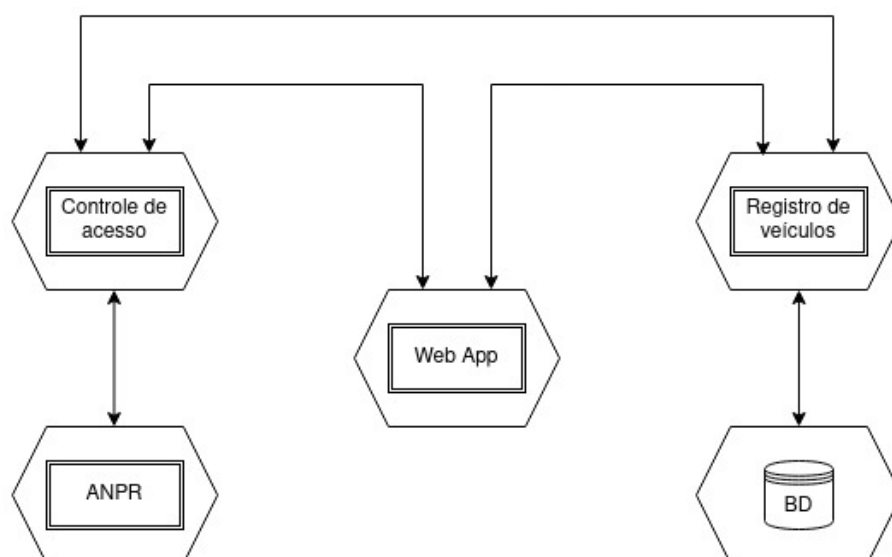 Controle de
acesso
Registro de
veículos
Web App
ANPR
BD